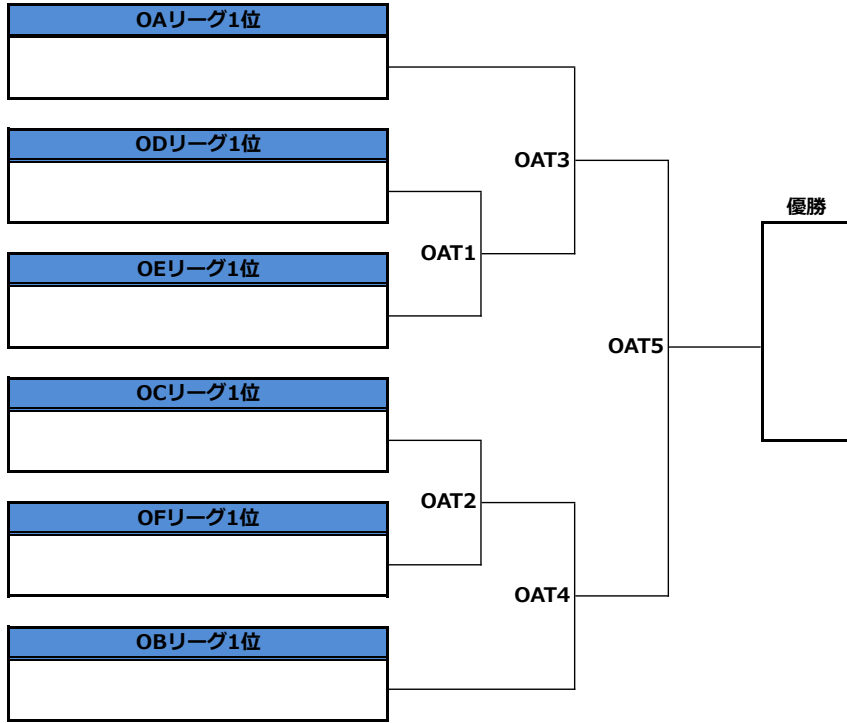 OAリーグ1位
ODリーグ1位
OAT3
優勝
OAT1
OEリーグ1位
OAT5
OCリーグ1位
OAT2
OFリーグ1位
OAT4
OBリーグ1位